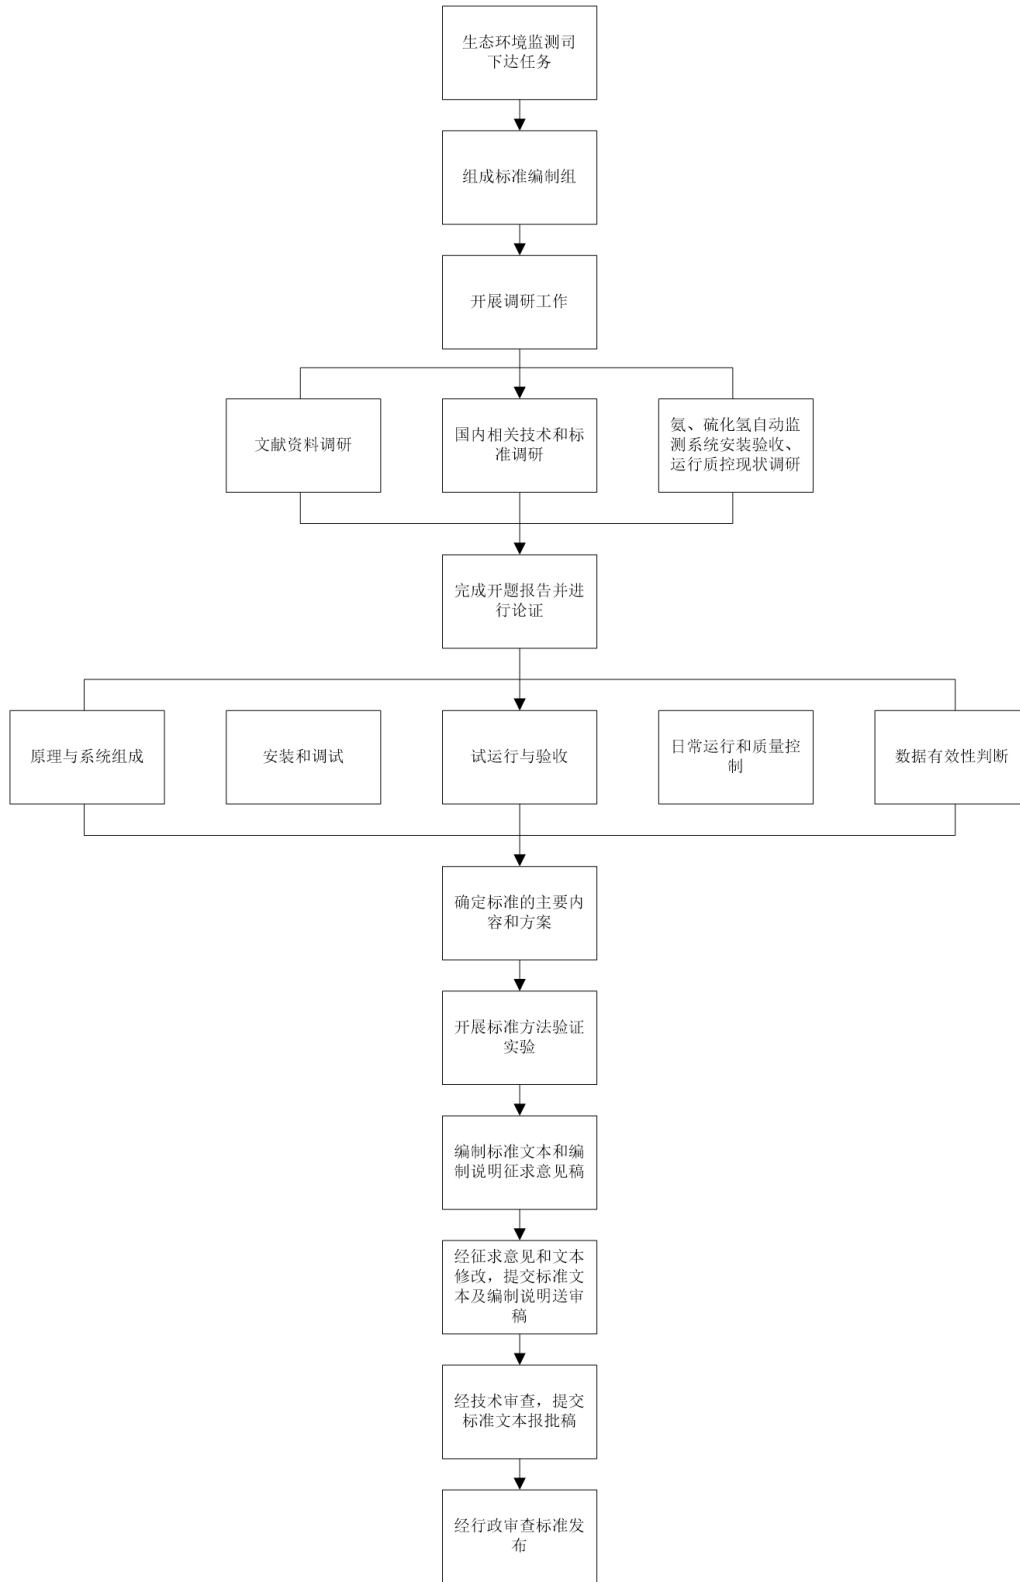 生态环境监测司
下达任务
组成标准编制组
开展调研工作
文献资料调研
国内相关技术和标
准调研
氨、硫化氢自动监
测系统安装验收、
运行质控现状调研
完成开题报告并进
行论证
原理与系统组成
安装和调试
试运行与验收
日常运行和质量控
制
数据有效性判断
确定标准的主要内
容和方案
开展标准方法验证
实验
编制标准文本和编
制说明征求意见稿
经征求意见和文本
修改，提交标准文
本及编制说明送审
稿
经技术审查，提交
标准文本报批稿
经行政审查标准发
布